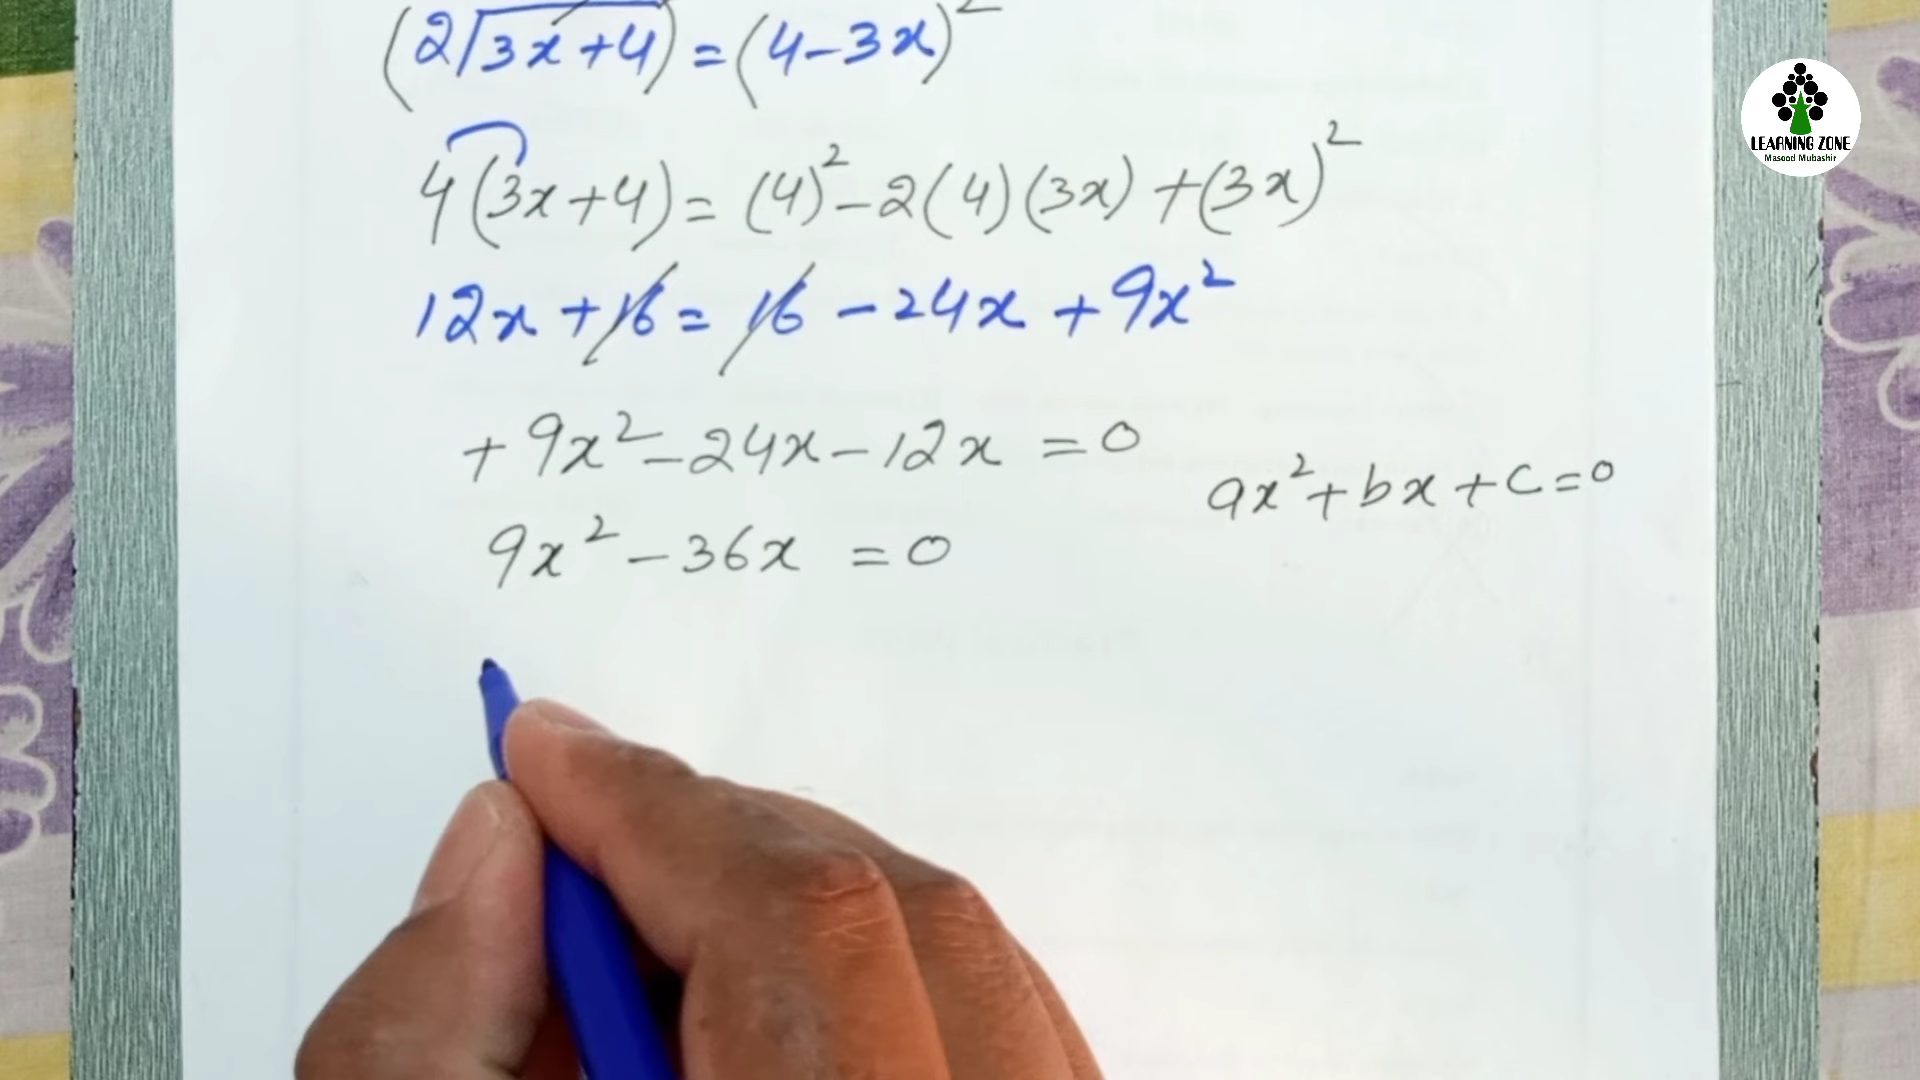 (2√3x+4) = (4-3x)²
4(3x+4) = (4)² - 2(4)(3x) + (3x)²
12x + 16 = 16 - 24x + 9x²
+ 9x² - 24x - 12x = 0
ax² + bx + c = 0
9x² - 36x = 0
LEARNING ZONE
Masood Mubashir